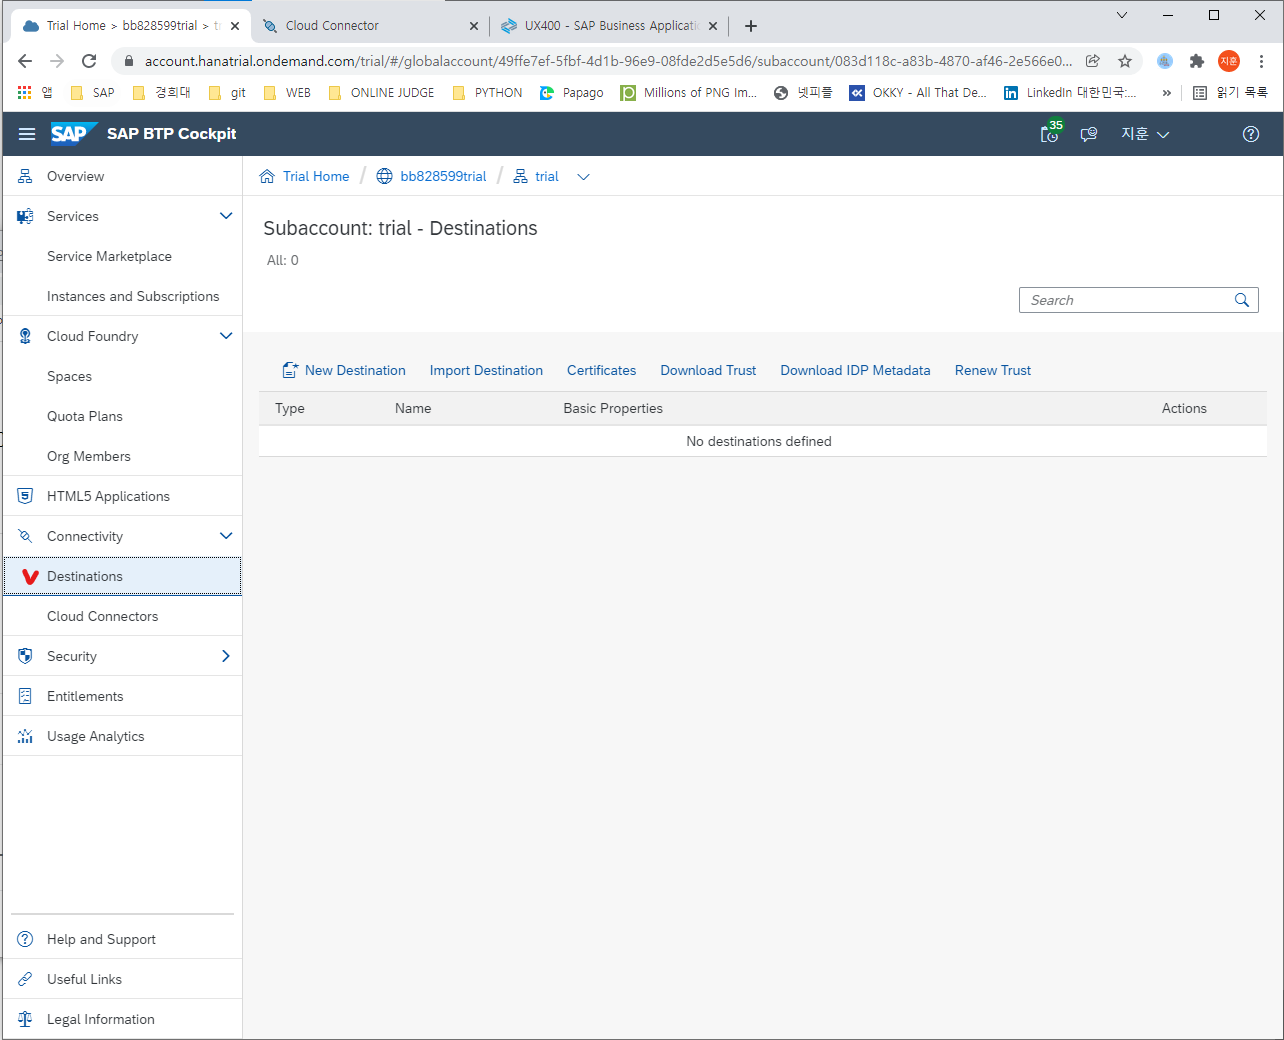 Trial Home > bb828599trial > tr
Cloud Connector
UX400 - SAP Business Applicatio
account.hanatrial.ondemand.com/trial/#/globalaccount/49ffe7ef-5fbf-4d1b-96e9-08fde2d5e5d6/subaccount/083d118c-a83b-4870-af46-2e566e0...
지훈
앱
SAP
경희대
git
WEB
ONLINE JUDGE
PYTHON
Papago
Millions of PNG Im...
넷피플
OKKY - All That De...
LinkedIn 대한민국:...
»
읽기 목록
SAP
SAP BTP Cockpit
35
지훈
Overview
Services
Service Marketplace
Instances and Subscriptions
Cloud Foundry
Spaces
Quota Plans
Org Members
HTML5 Applications
Connectivity
Destinations
Cloud Connectors
Security
Entitlements
Usage Analytics
Help and Support
Useful Links
Legal Information
Trial Home / bb828599trial / trial
Subaccount: trial - Destinations
All: 0
Search
New Destination
Import Destination
Certificates
Download Trust
Download IDP Metadata
Renew Trust
Type
Name
Basic Properties
Actions
No destinations defined